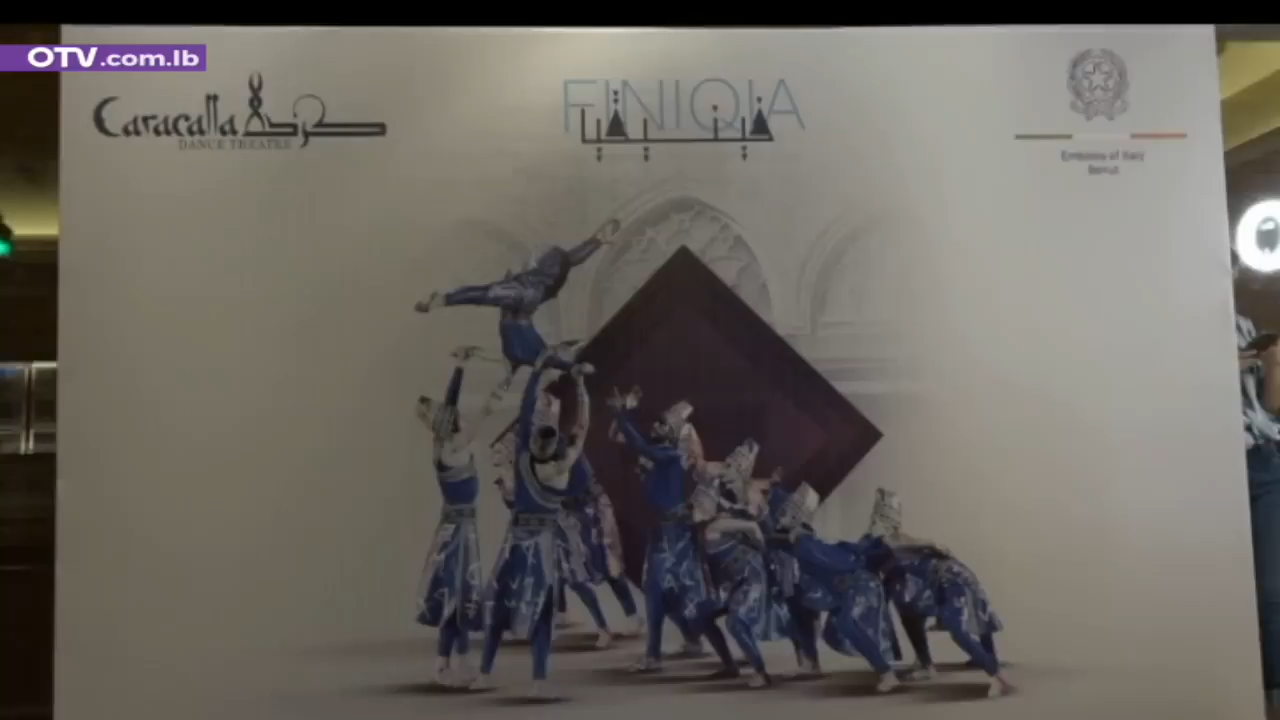 OTV.com.lb
Caracalla كركلا
DANCE THEATRE
FINIQIA
فينيقيا
Embassy of Italy
Beirut